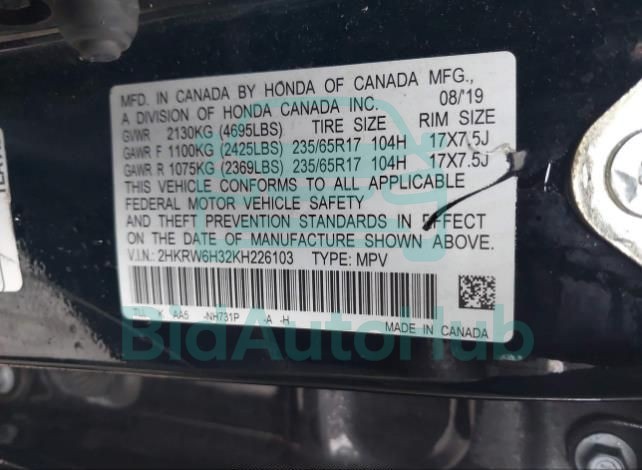 MFD. IN CANADA BY HONDA OF CANADA MFG.,
A DIVISION OF HONDA CANADA INC. 08/'19
GVWR 2130KG (4695LBS) TIRE SIZE RIM SIZE
GAWR F 1100KG (2425LBS) 235/65R17 104H 17X7.5J
GAWR R 1075KG (2369LBS) 235/65R17 104H 17X7.5J
THIS VEHICLE CONFORMS TO ALL APPLICABLE
FEDERAL MOTOR VEHICLE SAFETY
AND THEFT PREVENTION STANDARDS IN EFFECT
ON THE DATE OF MANUFACTURE SHOWN ABOVE.
V.I.N.: 2HKRW6H32KH226103 TYPE: MPV
K AA5 -NH731P -A -H
MADE IN CANADA
BidAutoHub